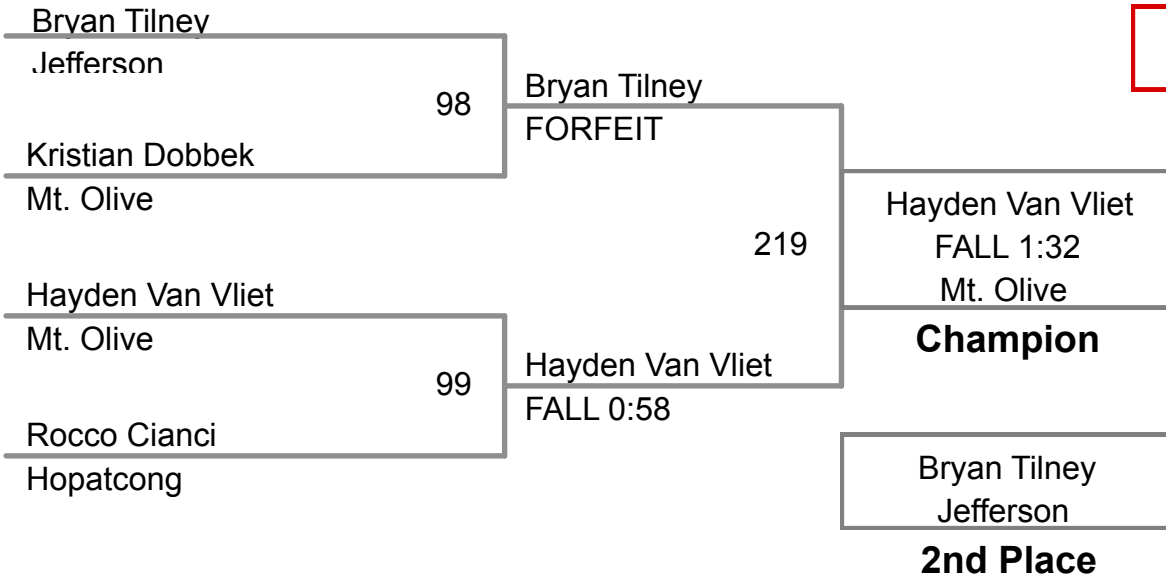 Bryan Tilney
Jefferson
98
Kristian Dobbek
Mt. Olive
Bryan Tilney
FORFEIT
Hayden Van Vliet
Mt. Olive
99
Rocco Cianci
Hopatcong
Hayden Van Vliet
FALL 0:58
219
Hayden Van Vliet
FALL 1:32
Mt. Olive
Champion
Bryan Tilney
Jefferson
2nd Place